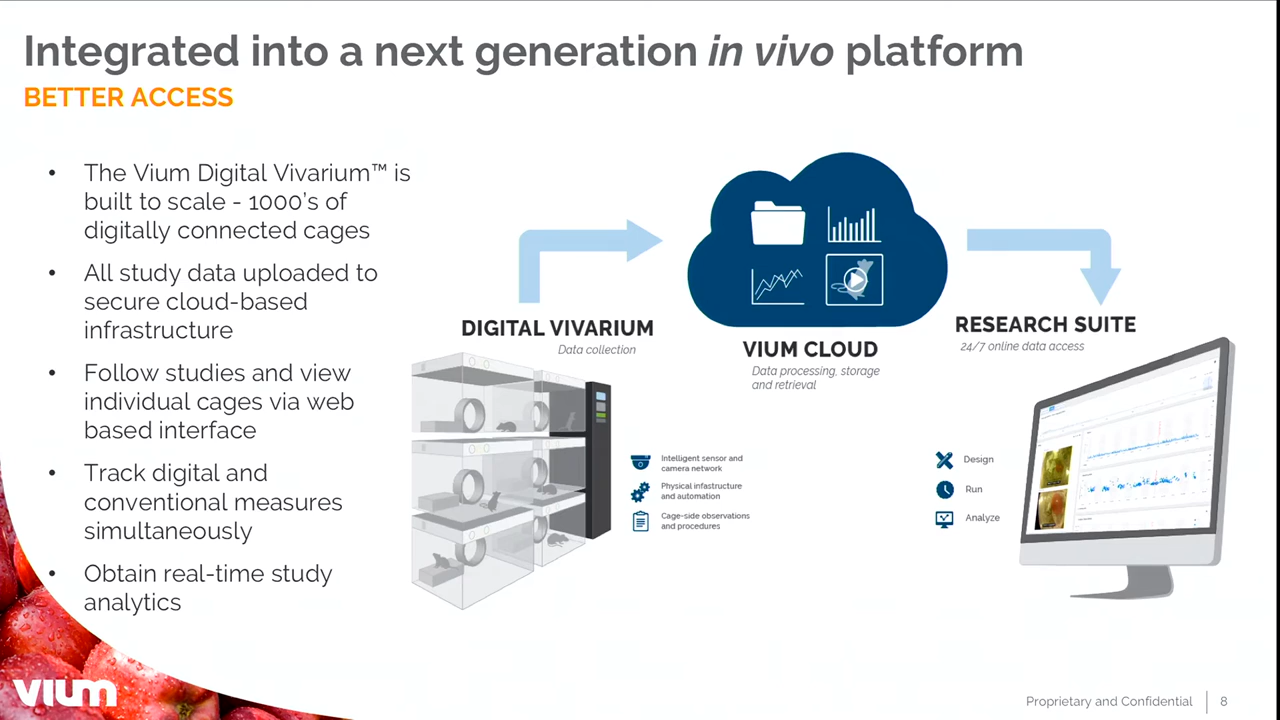 Integrated into a next generation in vivo platform
BETTER ACCESS
• The Vium Digital Vivarium™ is
built to scale - 1000’s of
digitally connected cages
• All study data uploaded to
secure cloud-based
infrastructure
• Follow studies and view
individual cages via web
based interface
• Track digital and
conventional measures
simultaneously
• Obtain real-time study
analytics
DIGITAL VIVARIUM
Data collection
VIUM CLOUD
Data processing, storage
and retrieval
RESEARCH SUITE
24/7 online data access
Intelligent sensor and
camera network
Physical infastructure
and automation
Cage-side observations
and procedures
Design
Run
Analyze
vium
Proprietary and Confidential
8